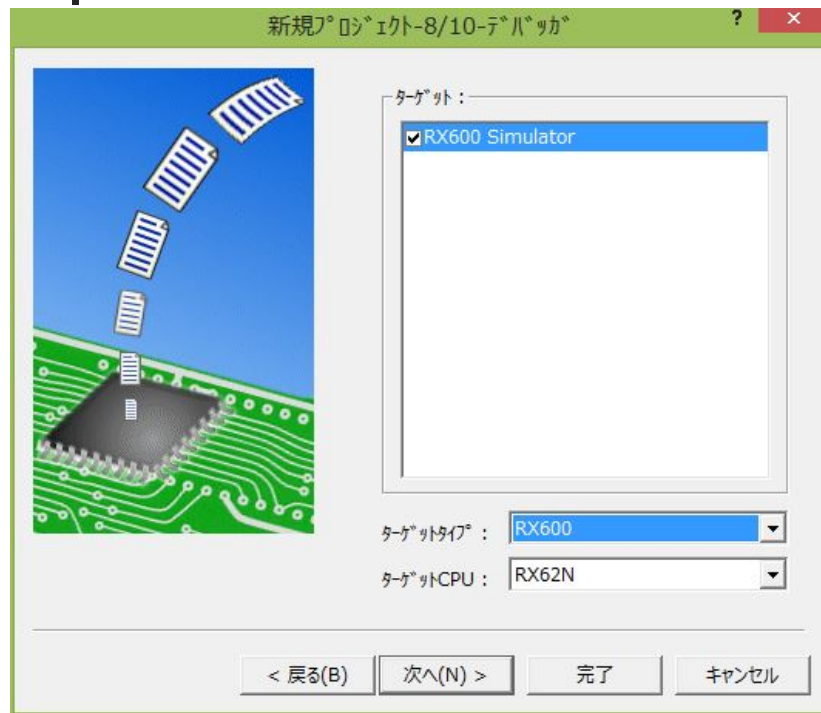 新規ﾌﾟﾛｼﾞｪｸﾄ-8/10-ﾃﾞﾊﾞｯｶﾞ
?
×
ﾀｰｹﾞｯﾄ :
RX600 Simulator
ﾀｰｹﾞｯﾄﾀｲﾌﾟ : RX600
ﾀｰｹﾞｯﾄCPU : RX62N
< 戻る(B) 次へ(N) > 完了 キャンセル